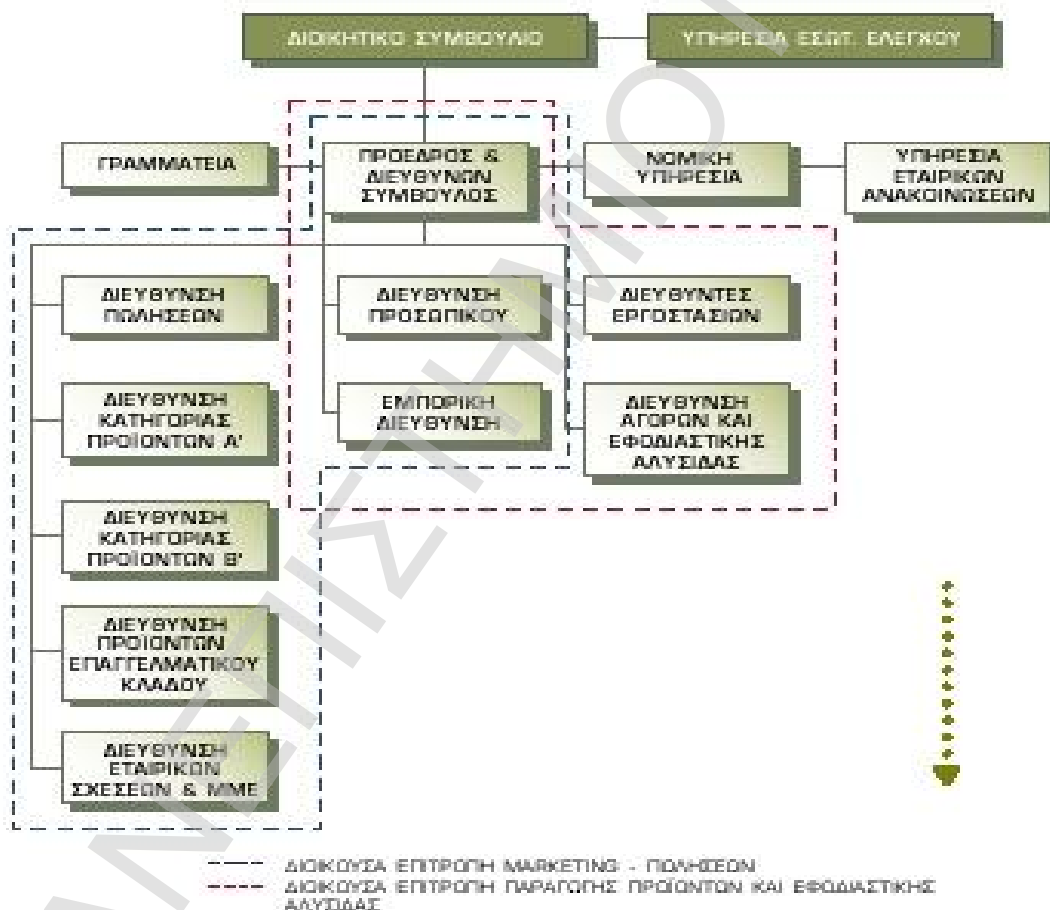 ΔΙΟΙΚΗΤΙΚΟ ΣΥΜΒΟΥΛΙΟ
ΥΠΗΡΕΣΙΑ ΕΣΩΤ. ΕΛΕΓΧΟΥ
ΓΡΑΜΜΑΤΕΙΑ
ΠΡΟΕΔΡΟΣ &
ΔΙΕΥΘΥΝΩΝ
ΣΥΜΒΟΥΛΟΣ
ΝΟΜΙΚΗ
ΥΠΗΡΕΣΙΑ
ΥΠΗΡΕΣΙΑ
ΕΤΑΙΡΙΚΩΝ
ΑΝΑΚΟΙΝΩΣΕΩΝ
ΔΙΕΥΘΥΝΣΗ
ΠΩΛΗΣΕΩΝ
ΔΙΕΥΘΥΝΣΗ
ΠΡΟΣΩΠΙΚΟΥ
ΔΙΕΥΘΥΝΤΕΣ
ΕΡΓΟΣΤΑΣΙΩΝ
ΔΙΕΥΘΥΝΣΗ
ΚΑΤΗΓΟΡΙΑΣ
ΠΡΟΪΟΝΤΩΝ Α'
ΕΜΠΟΡΙΚΗ
ΔΙΕΥΘΥΝΣΗ
ΔΙΕΥΘΥΝΣΗ
ΑΓΟΡΩΝ ΚΑΙ
ΕΦΟΔΙΑΣΤΙΚΗΣ
ΑΛΥΣΙΔΑΣ
ΔΙΕΥΘΥΝΣΗ
ΚΑΤΗΓΟΡΙΑΣ
ΠΡΟΪΟΝΤΩΝ Β'
ΔΙΕΥΘΥΝΣΗ
ΠΡΟΪΟΝΤΩΝ
ΕΠΑΓΓΕΛΜΑΤΙΚΟΥ
ΚΛΑΔΟΥ
ΔΙΕΥΘΥΝΣΗ
ΕΤΑΙΡΙΚΩΝ
ΣΧΕΣΕΩΝ & ΜΜΕ
ΔΙΟΙΚΟΥΣΑ ΕΠΙΤΡΟΠΗ MARKETING - ΠΩΛΗΣΕΩΝ
ΔΙΟΙΚΟΥΣΑ ΕΠΙΤΡΟΠΗ ΠΑΡΑΓΩΓΗΣ ΠΡΟΪΟΝΤΩΝ ΚΑΙ ΕΦΟΔΙΑΣΤΙΚΗΣ
ΑΛΥΣΙΔΑΣ